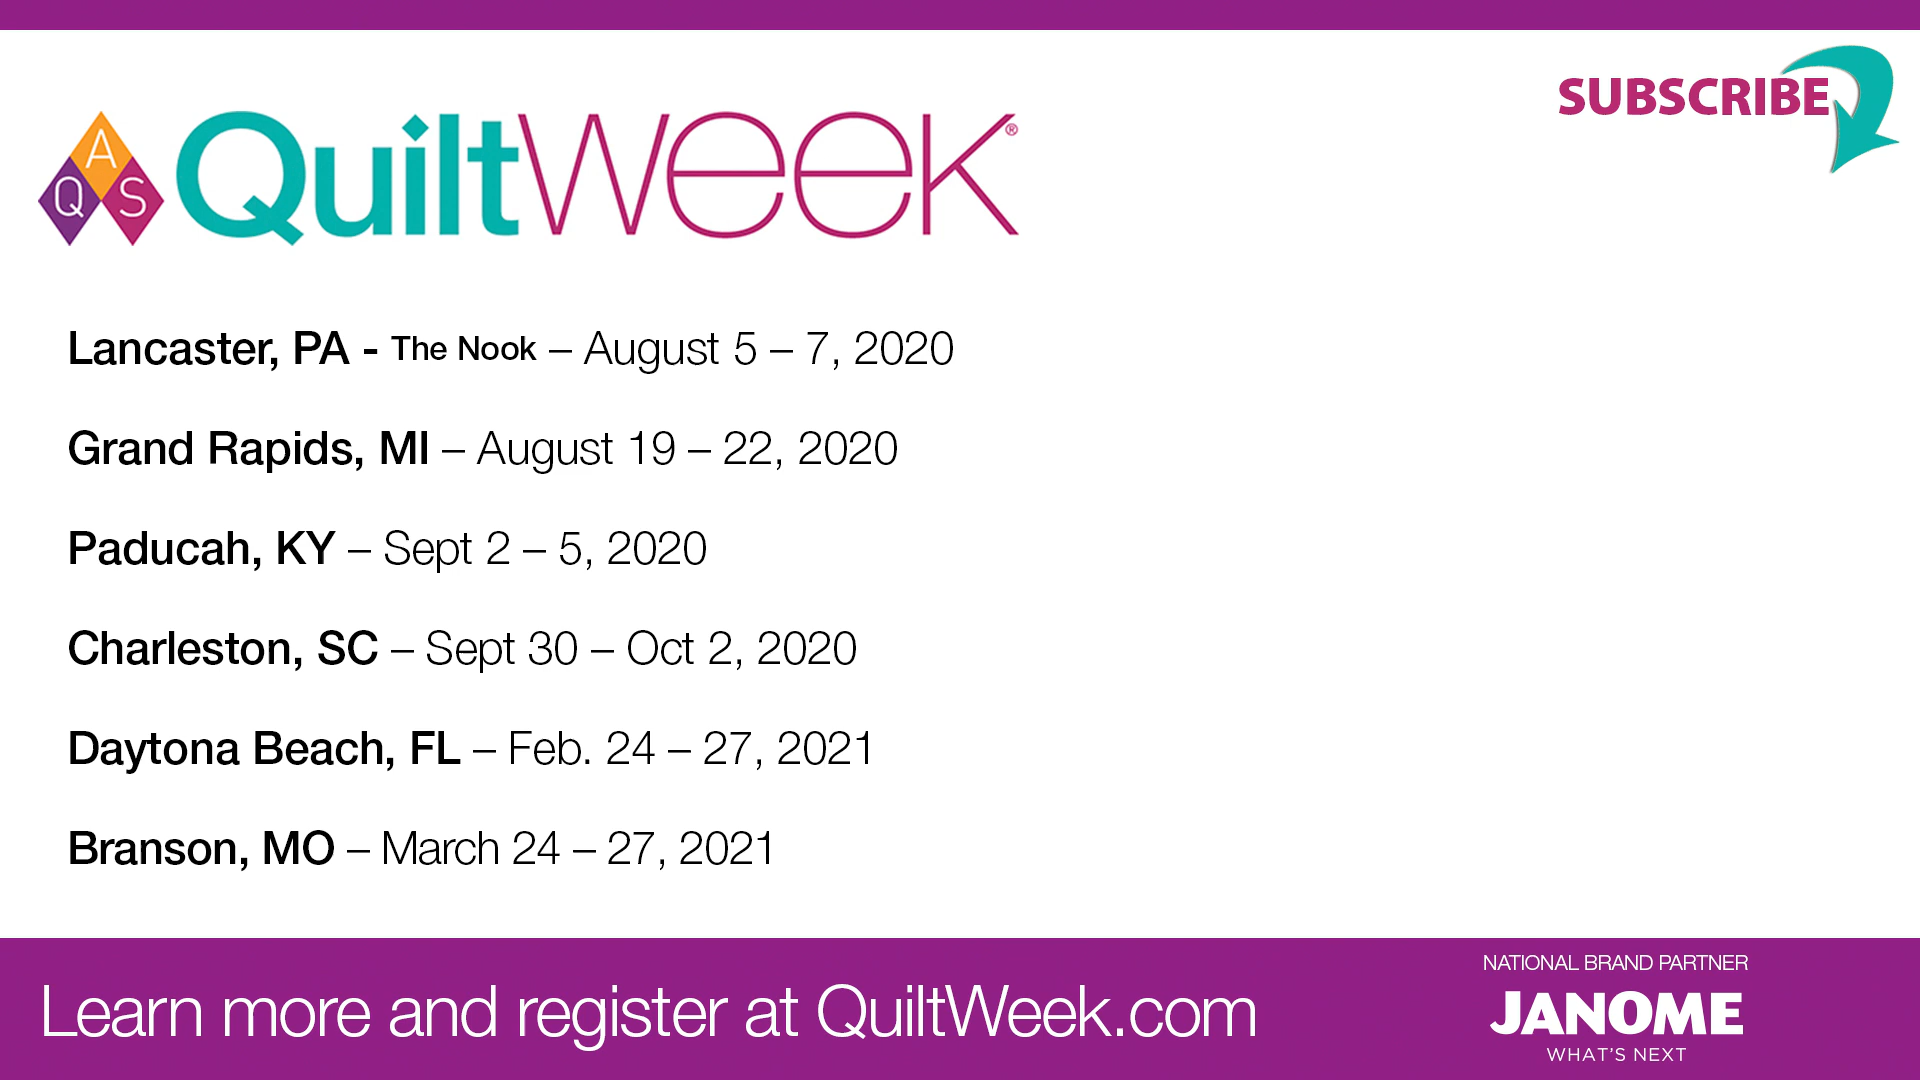 AQS QuiltWeek®
SUBSCRIBE
Lancaster, PA - The Nook – August 5 – 7, 2020
Grand Rapids, MI – August 19 – 22, 2020
Paducah, KY – Sept 2 – 5, 2020
Charleston, SC – Sept 30 – Oct 2, 2020
Daytona Beach, FL – Feb. 24 – 27, 2021
Branson, MO – March 24 – 27, 2021
Learn more and register at QuiltWeek.com
NATIONAL BRAND PARTNER
JANOME
WHAT'S NEXT